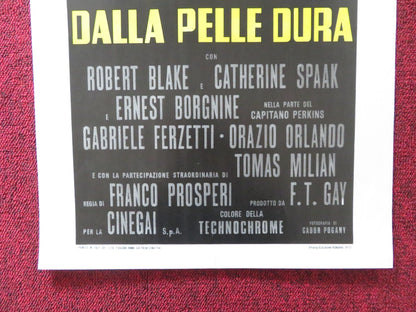 DALLA PELLE DURA
CON
ROBERT BLAKE E CATHERINE SPAAK
E ERNEST BORGNINE NELLA PARTE DEL CAPITANO PERKINS
GABRIELE FERZETTI · ORAZIO ORLANDO
E CON LA PARTECIPAZIONE STRAORDINARIA DI TOMAS MILIAN
REGIA DI FRANCO PROSPERI PRODOTTO DA F.T. GAY
PER LA CINEGAI S.p.A. COLORE DELLA TECHNOCHROME FOTOGRAFIA DI GABOR POGANY